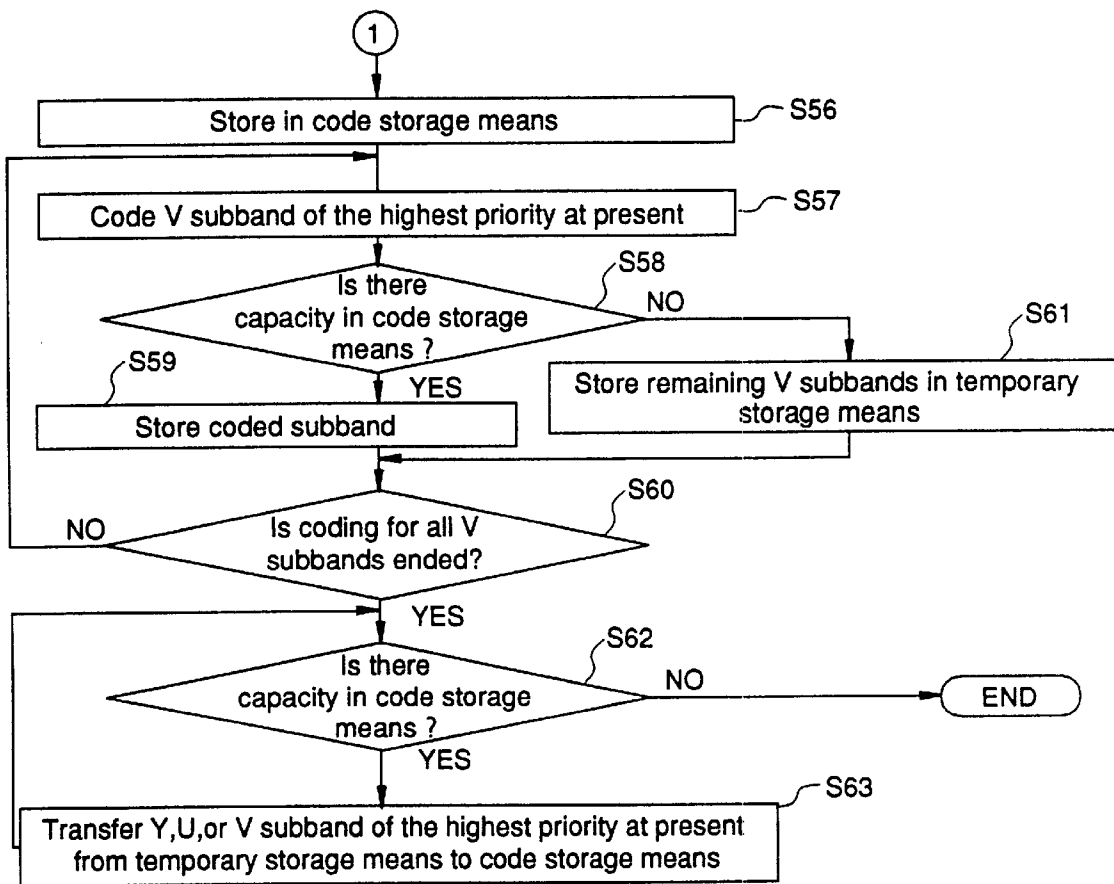 1
Store in code storage means
S56
Code V subband of the highest priority at present
S57
Is there
capacity in code storage
means ?
S58
NO
YES
S59
Store coded subband
S61
Store remaining V subbands in temporary
storage means
S60
Is coding for all V
subbands ended?
NO
YES
S62
Is there
capacity in code storage
means ?
NO
END
YES
S63
Transfer Y,U,or V subband of the highest priority at present
from temporary storage means to code storage means